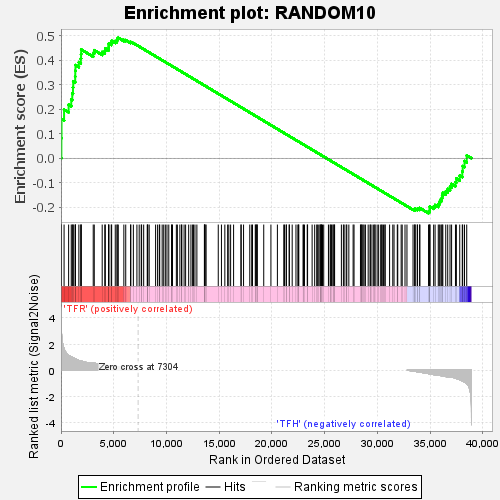 Enrichment plot: RANDOM10
Enrichment score (ES)
0.5
0.4
0.3
0.2
0.1
0.0
-0.1
-0.2
'TFR' (positively correlated)
Ranked list metric (Signal2Noise)
4
2
0
-2
-4
Zero cross at 7304
'TFH' (negatively correlated)
0 5,000 10,000 15,000 20,000 25,000 30,000 35,000 40,000
Rank in Ordered Dataset
Enrichment profile Hits Ranking metric scores